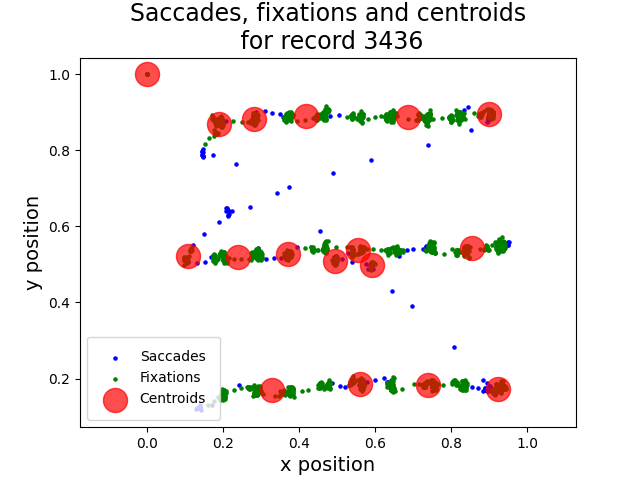 Saccades, fixations and centroids
for record 3436
y position
1.0
0.8
0.6
0.4
0.2
Saccades
Fixations
Centroids
0.0
0.2
0.4
0.6
0.8
1.0
x position